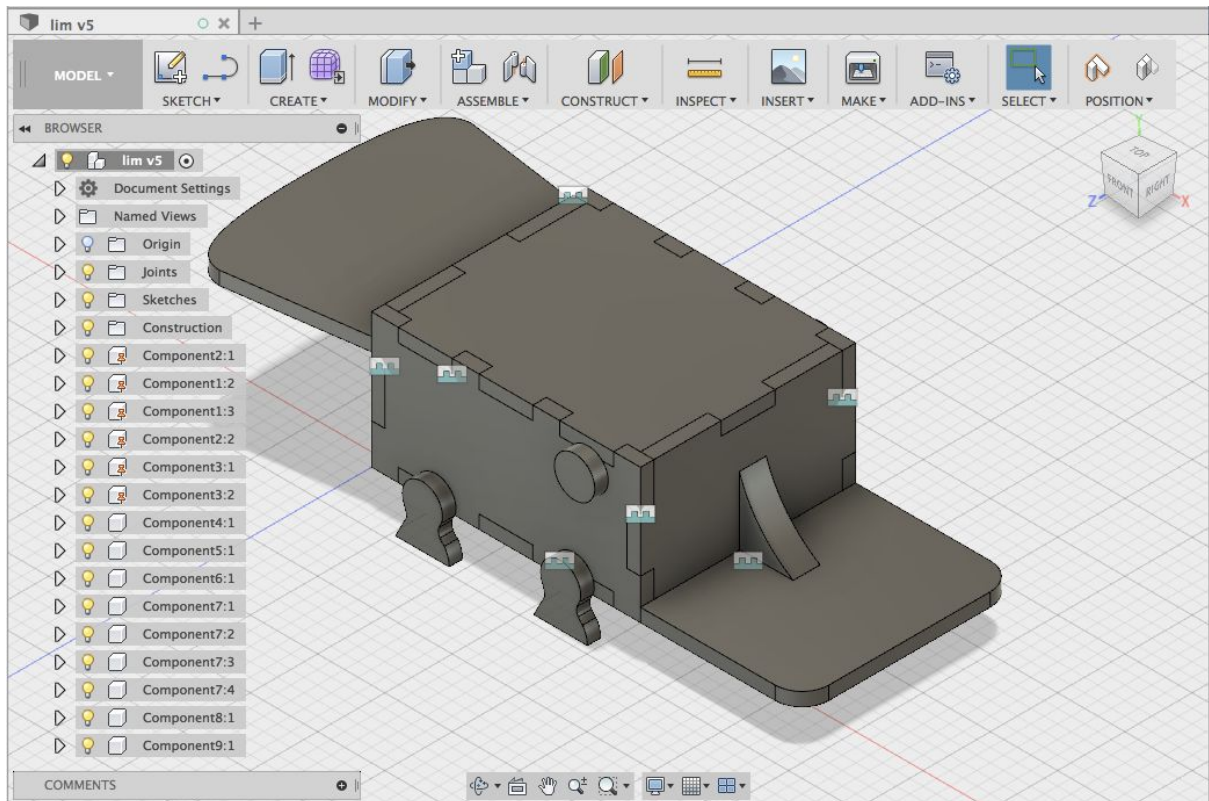 lim v5
MODEL
SKETCH
CREATE
MODIFY
ASSEMBLE
CONSTRUCT
INSPECT
INSERT
MAKE
ADD-INS
SELECT
POSITION
BROWSER
lim v5
Document Settings
Named Views
Origin
Joints
Sketches
Construction
Component2:1
Component1:2
Component1:3
Component2:2
Component3:1
Component3:2
Component4:1
Component5:1
Component6:1
Component7:1
Component7:2
Component7:3
Component7:4
Component8:1
Component9:1
Y
TOP
FRONT
RIGHT
Z
X
COMMENTS